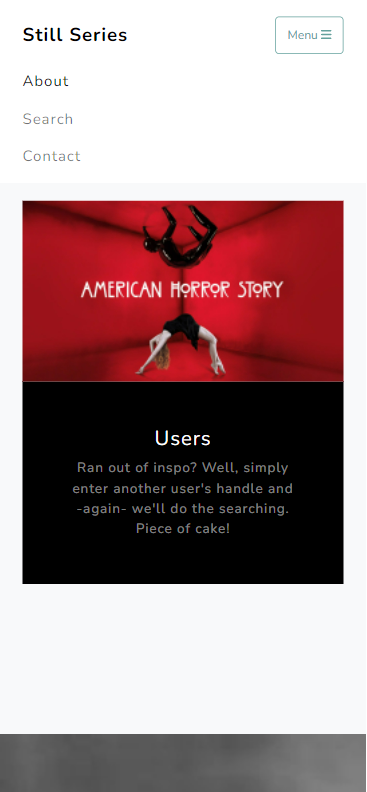 Still Series
Menu
About
Search
Contact
AMERICAN HORROR STORY
Users
Ran out of inspo? Well, simply
enter another user's handle and
-again- we'll do the searching.
Piece of cake!